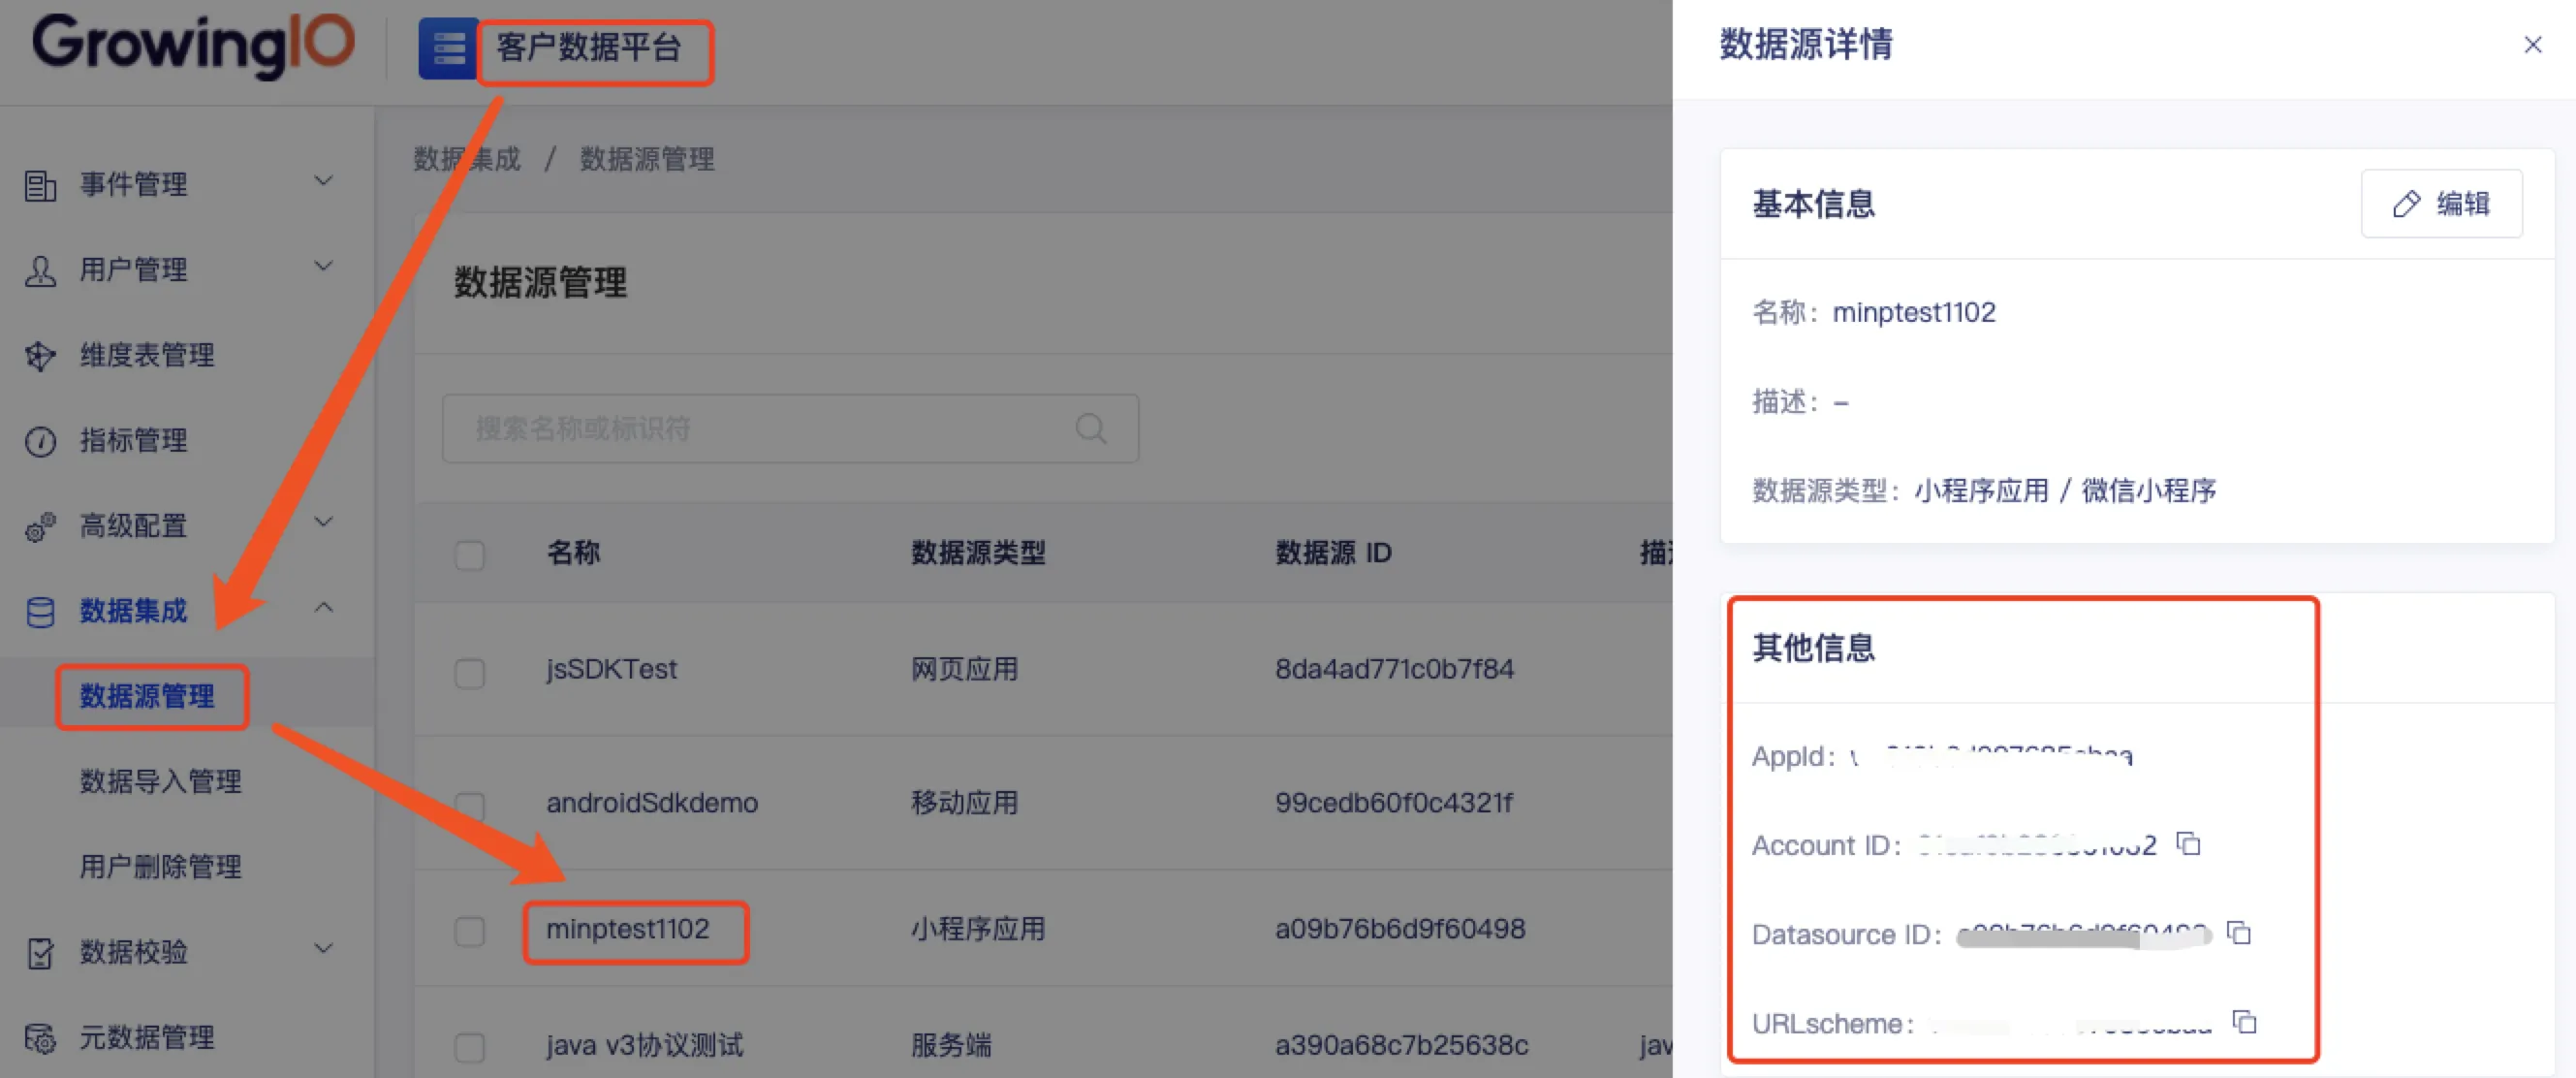 GrowingIO
客户数据平台
事件管理
用户管理
维度表管理
指标管理
高级配置
数据集成
数据源管理
数据导入管理
用户删除管理
数据校验
元数据管理
数据集成 / 数据源管理
数据源管理
搜索名称或标识符
名称 数据源类型 数据源 ID
jsSDKTest 网页应用 8da4ad771c0b7f84
androidSdkdemo 移动应用 99cedb60f0c4321f
minptest1102 小程序应用 a09b76b6d9f60498
java v3协议测试 服务端 a390a68c7b25638c
数据源详情
基本信息
编辑
名称: minptest1102
描述: –
数据源类型: 小程序应用 / 微信小程序
其他信息
AppId:
Account ID:
Datasource ID:
URLscheme: